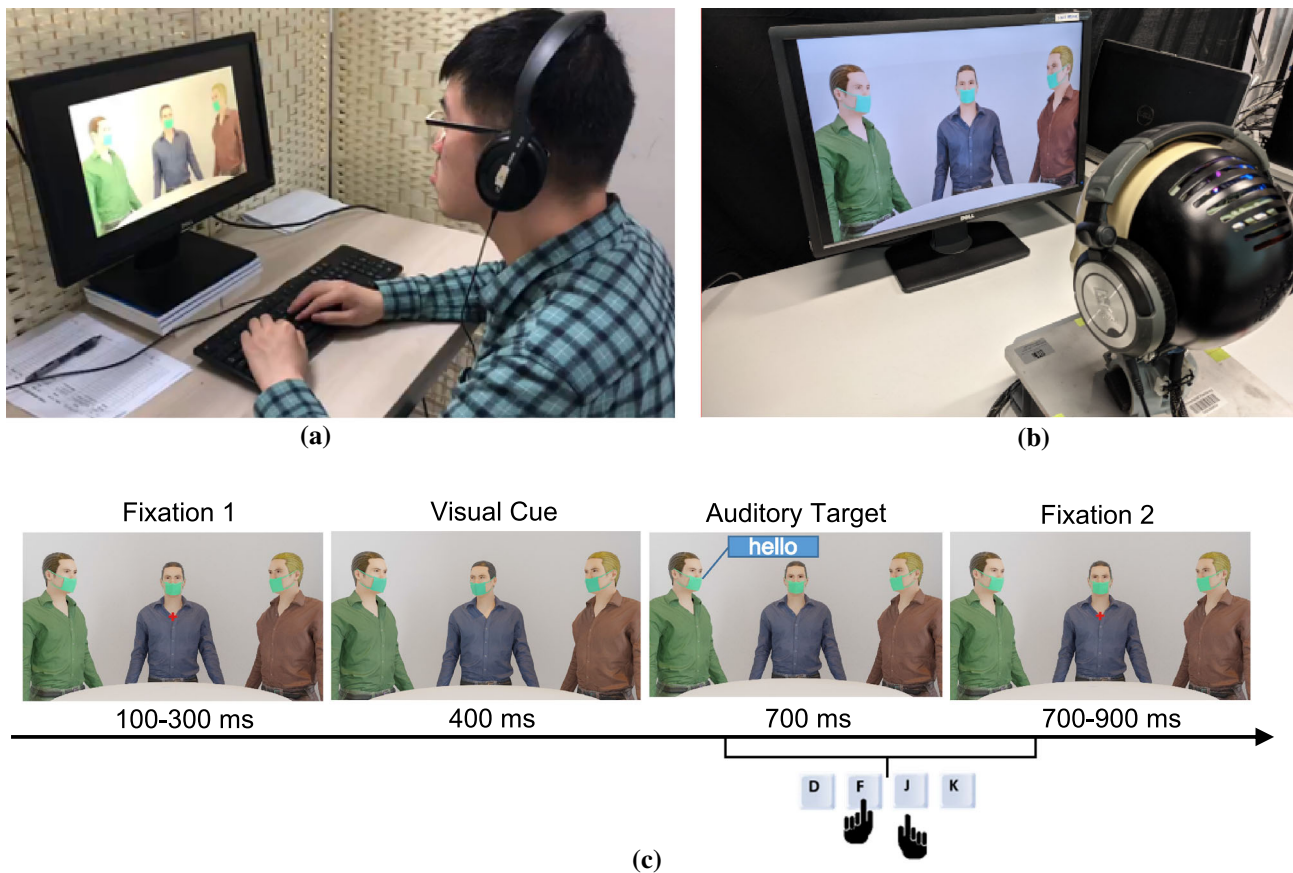 DELL
(a)
(b)
Fixation 1
Visual Cue
Auditory Target
Fixation 2
hello
100-300 ms
400 ms
700 ms
700-900 ms
D
F
J
K
(c)